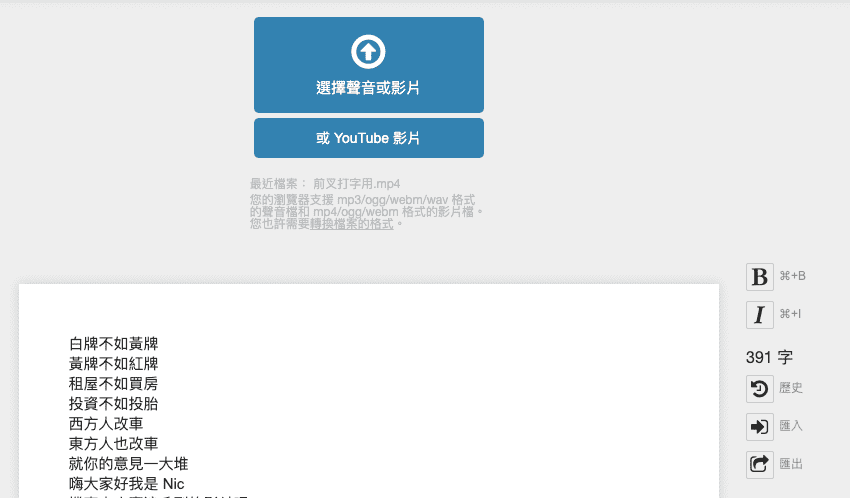 選擇聲音或影片
或 YouTube 影片
最近檔案： 前叉打字用.mp4
您的瀏覽器支援 mp3/ogg/webm/wav 格式
的聲音檔和 mp4/ogg/webm 格式的影片檔。
您也許需要轉換檔案的格式。
B ⌘+B
I ⌘+I
391 字
歷史
匯入
匯出
白牌不如黃牌
黃牌不如紅牌
租屋不如買房
投資不如投胎
西方人改車
東方人也改車
就你的意見一大堆
嗨大家好我是 Nic